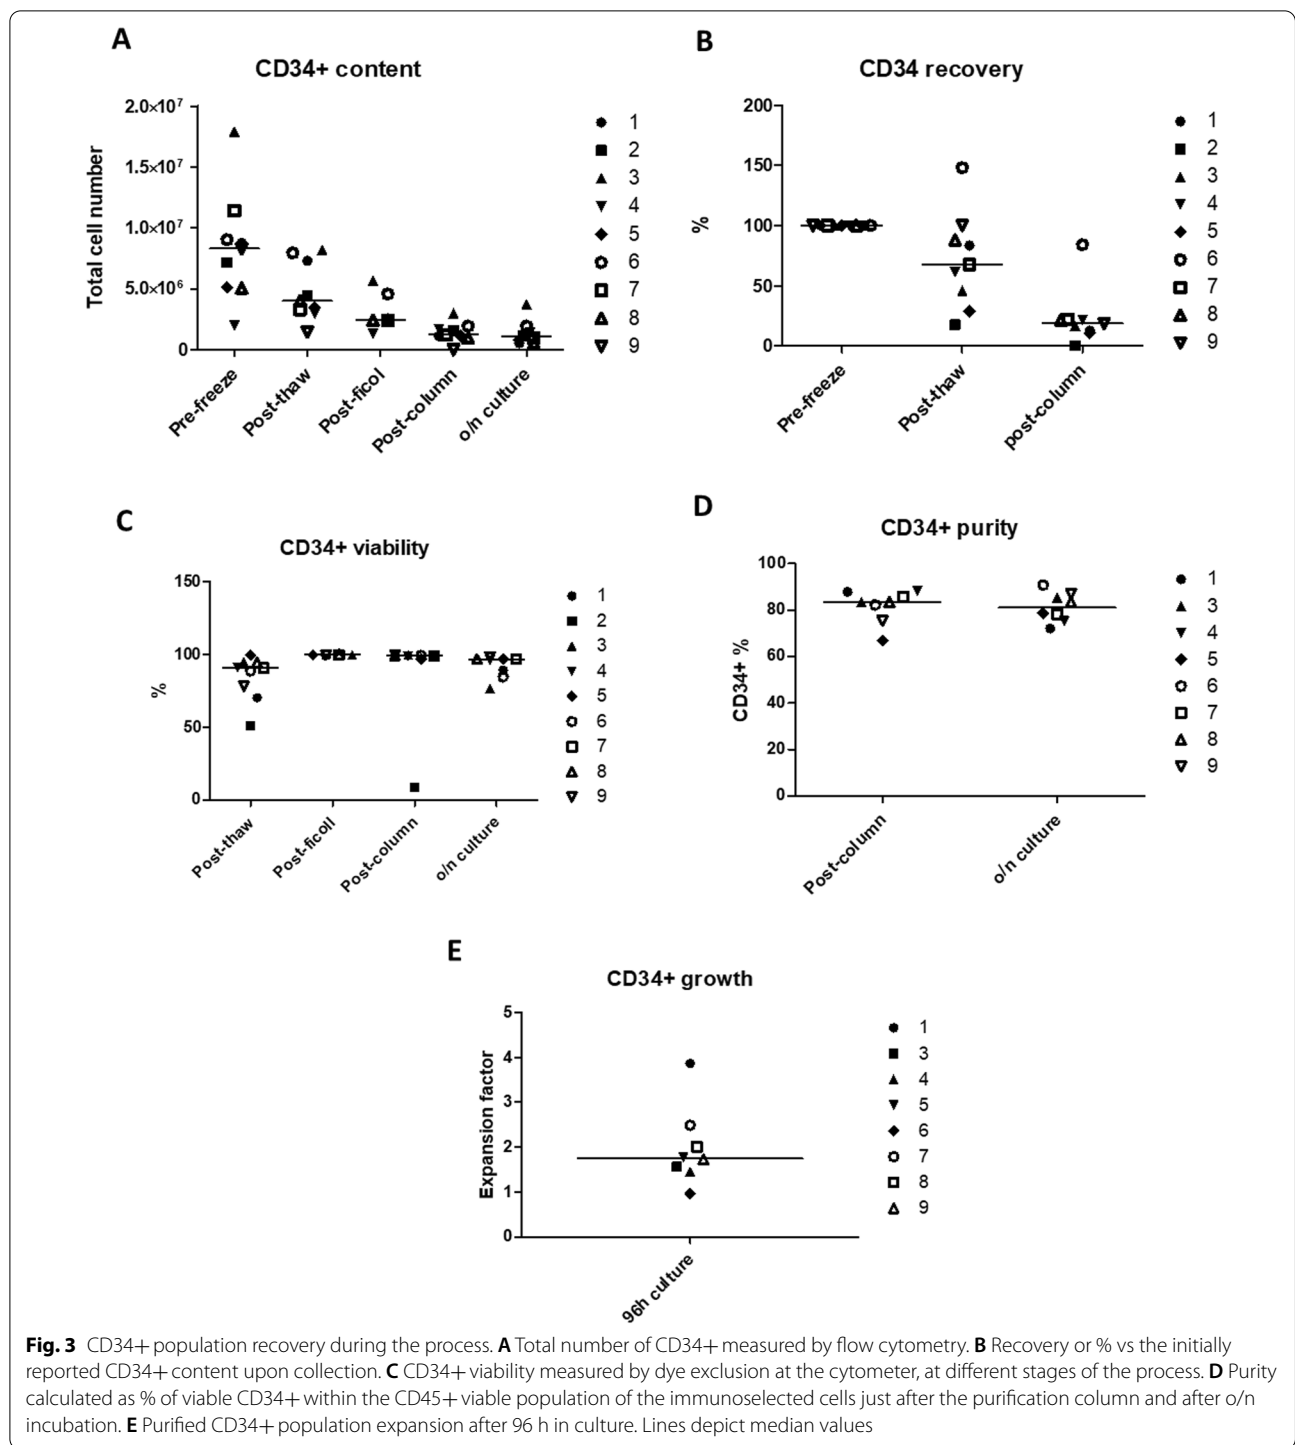 A
CD34+ content
Total cell number
2.0×10⁷
1.5×10⁷
1.0×10⁷
5.0×10⁶
0
Pre-freeze
Post-thaw
Post-ficol
Post-column
o/n culture
1
2
3
4
5
6
7
8
9
B
CD34 recovery
%
200
150
100
50
0
Pre-freeze
Post-thaw
post-column
1
2
3
4
5
6
7
8
9
C
CD34+ viability
%
150
100
50
0
Post-thaw
Post-ficoll
Post-column
o/n culture
1
2
3
4
5
6
7
8
9
D
CD34+ purity
CD34+ %
100
80
60
40
20
0
Post-column
o/n culture
1
3
4
5
6
7
8
9
E
CD34+ growth
Expansion factor
5
4
3
2
1
0
96h culture
1
3
4
5
6
7
8
9
Fig. 3 CD34+ population recovery during the process. A Total number of CD34+ measured by flow cytometry. B Recovery or % vs the initially
reported CD34+ content upon collection. C CD34+ viability measured by dye exclusion at the cytometer, at different stages of the process. D Purity
calculated as % of viable CD34+ within the CD45+ viable population of the immunoselected cells just after the purification column and after o/n
incubation. E Purified CD34+ population expansion after 96 h in culture. Lines depict median values